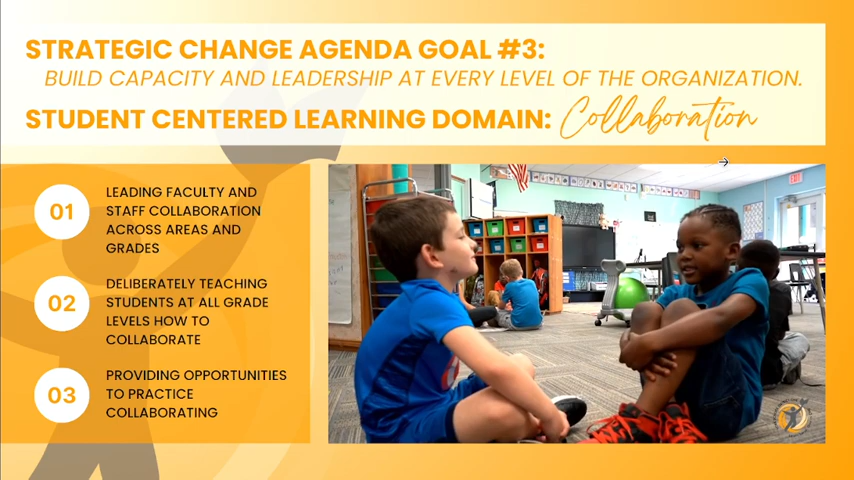 STRATEGIC CHANGE AGENDA GOAL #3:
BUILD CAPACITY AND LEADERSHIP AT EVERY LEVEL OF THE ORGANIZATION.
STUDENT CENTERED LEARNING DOMAIN: Collaboration
01
LEADING FACULTY AND
STAFF COLLABORATION
ACROSS AREAS AND
GRADES
02
DELIBERATELY TEACHING
STUDENTS AT ALL GRADE
LEVELS HOW TO
COLLABORATE
03
PROVIDING OPPORTUNITIES
TO PRACTICE
COLLABORATING
EXIT